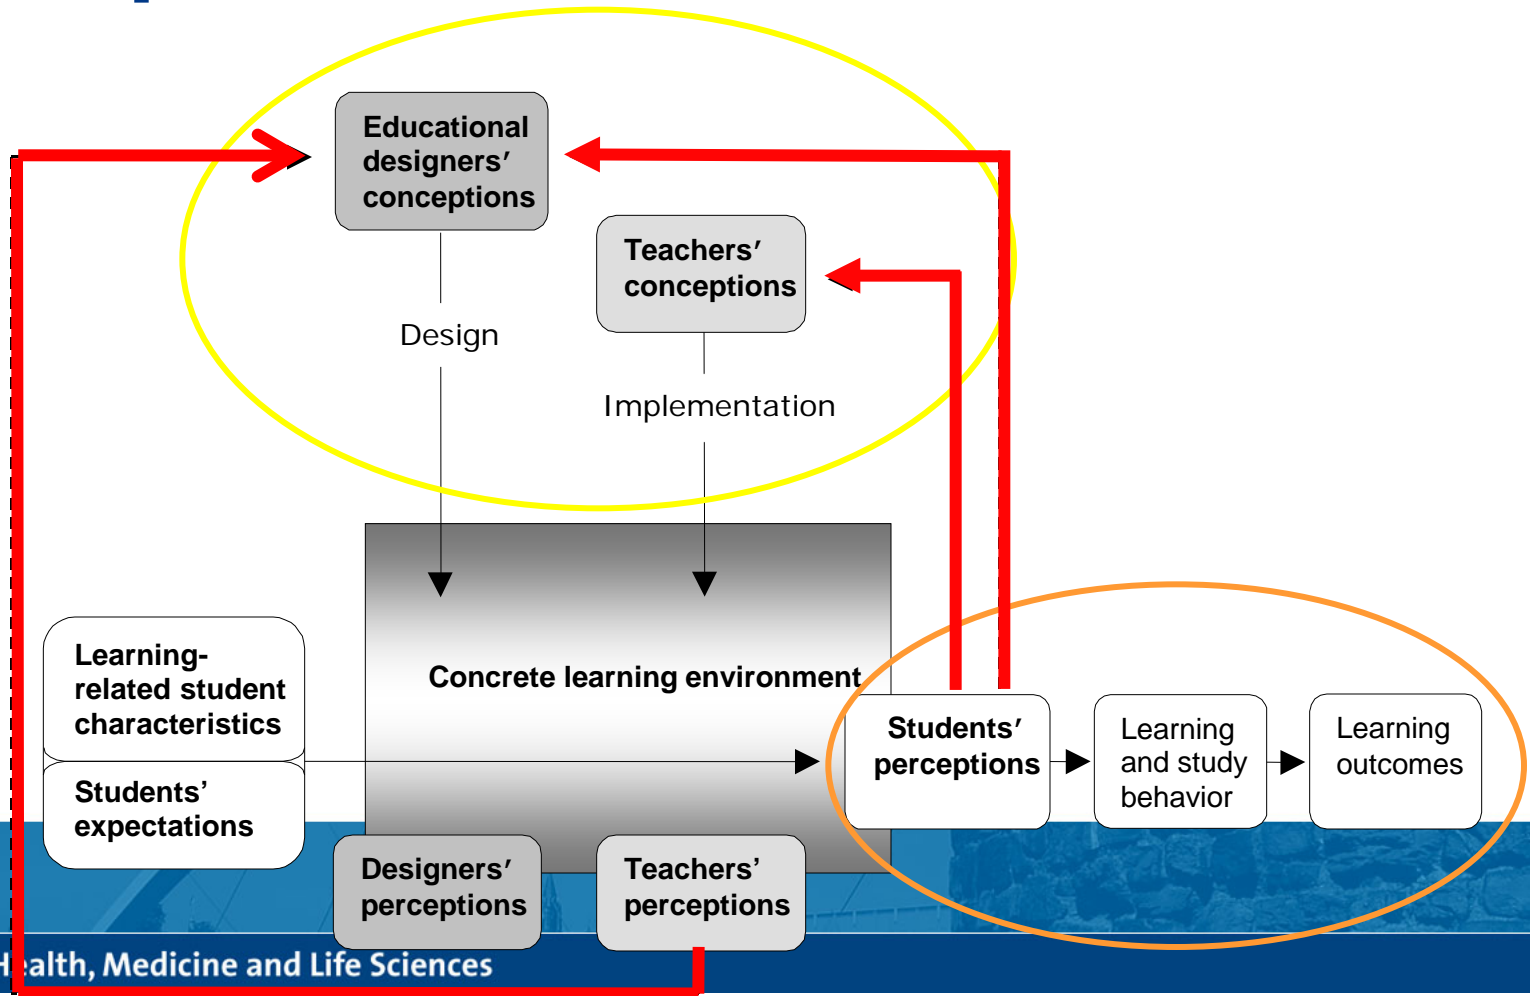 Educational
designers’
conceptions
Teachers’
conceptions
Design
Implementation
Learning-
related student
characteristics
Concrete learning environment
Students’
perceptions
Learning
and study
behavior
Learning
outcomes
Students’
expectations
Designers’
perceptions
Teachers’
perceptions
Health, Medicine and Life Sciences